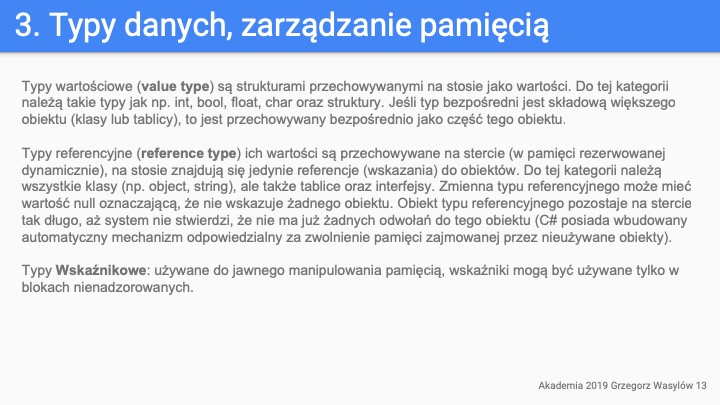 3. Typy danych, zarządzanie pamięcią
Typy wartościowe (value type) są strukturami przechowywanymi na stosie jako wartości. Do tej kategorii
należą takie typy jak np. int, bool, float, char oraz struktury. Jeśli typ bezpośredni jest składową większego
obiektu (klasy lub tablicy), to jest przechowywany bezpośrednio jako część tego obiektu.
Typy referencyjne (reference type) ich wartości są przechowywane na stercie (w pamięci rezerwowanej
dynamicznie), na stosie znajdują się jedynie referencje (wskazania) do obiektów. Do tej kategorii należą
wszystkie klasy (np. object, string), ale także tablice oraz interfejsy. Zmienna typu referencyjnego może mieć
wartość null oznaczającą, że nie wskazuje żadnego obiektu. Obiekt typu referencyjnego pozostaje na stercie
tak długo, aż system nie stwierdzi, że nie ma już żadnych odwołań do tego obiektu (C# posiada wbudowany
automatyczny mechanizm odpowiedzialny za zwolnienie pamięci zajmowanej przez nieużywane obiekty).
Typy Wskaźnikowe: używane do jawnego manipulowania pamięcią, wskaźniki mogą być używane tylko w
blokach nienadzorowanych.
Akademia 2019 Grzegorz Wasylów 13